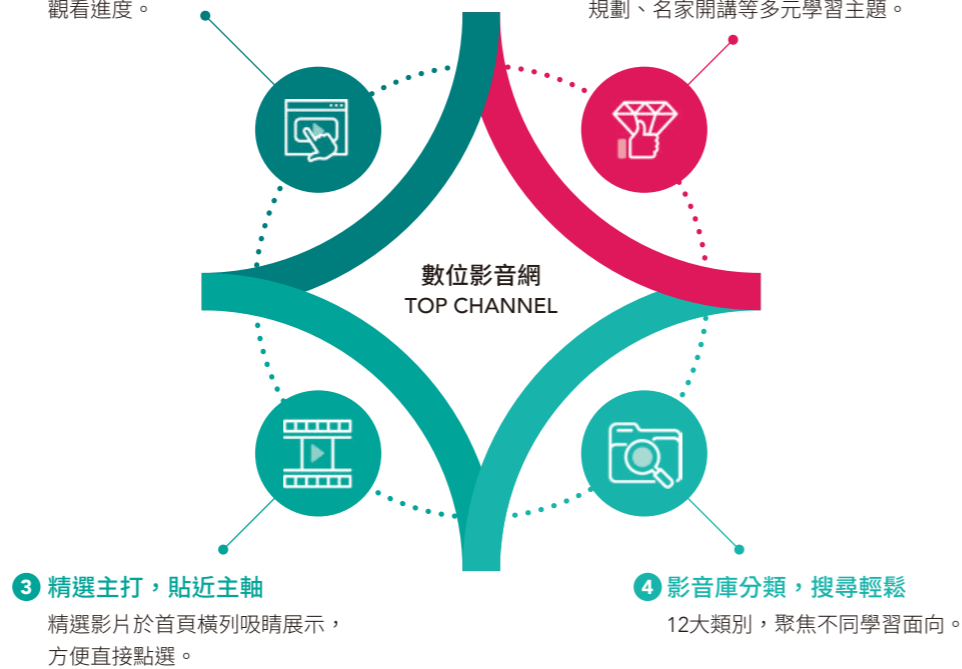 觀看進度。
規劃、名家開講等多元學習主題。
數位影音網
TOP CHANNEL
3 精選主打，貼近主軸
精選影片於首頁橫列吸睛展示，
方便直接點選。
4 影音庫分類，搜尋輕鬆
12大類別，聚焦不同學習面向。